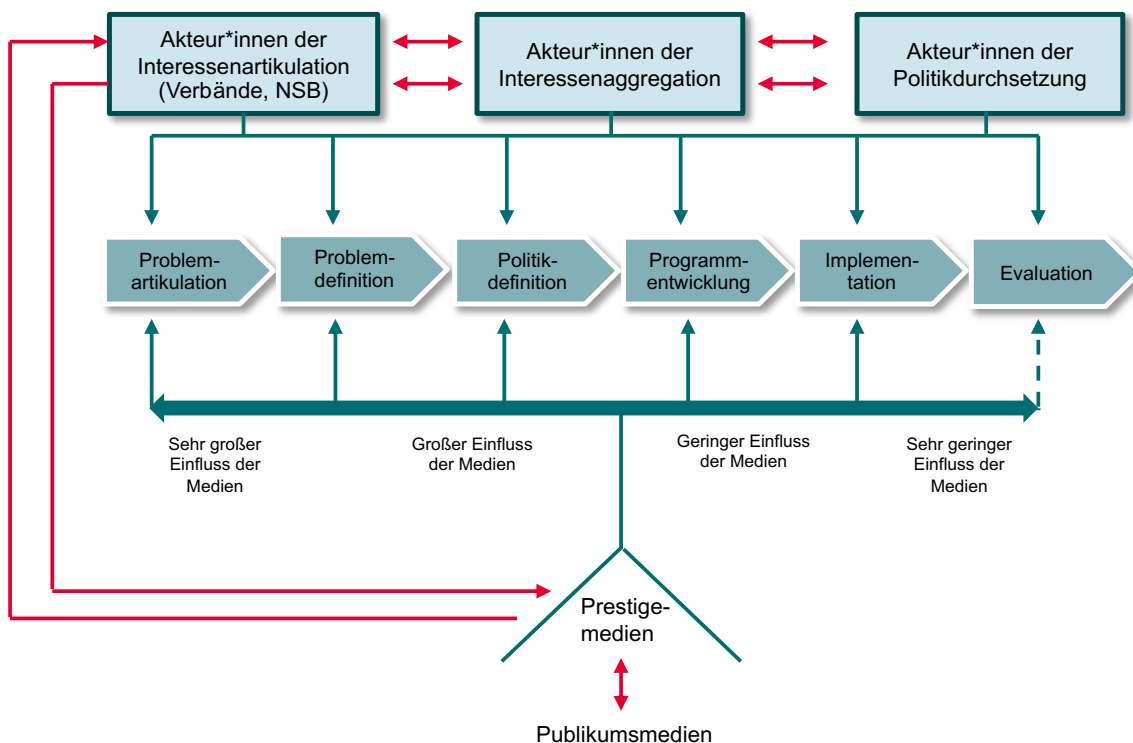 Akteur*innen der
Interessenartikulation
(Verbände, NSB)
Akteur*innen der
Interessenaggregation
Akteur*innen der
Politikdurchsetzung
Problem-
artikulation
Problem-
definition
Politik-
definition
Programm-
entwicklung
Implemen-
tation
Evaluation
Sehr großer
Einfluss der
Medien
Großer Einfluss
der Medien
Geringer Einfluss
der Medien
Sehr geringer
Einfluss der
Medien
Prestige-
medien
Publikumsmedien